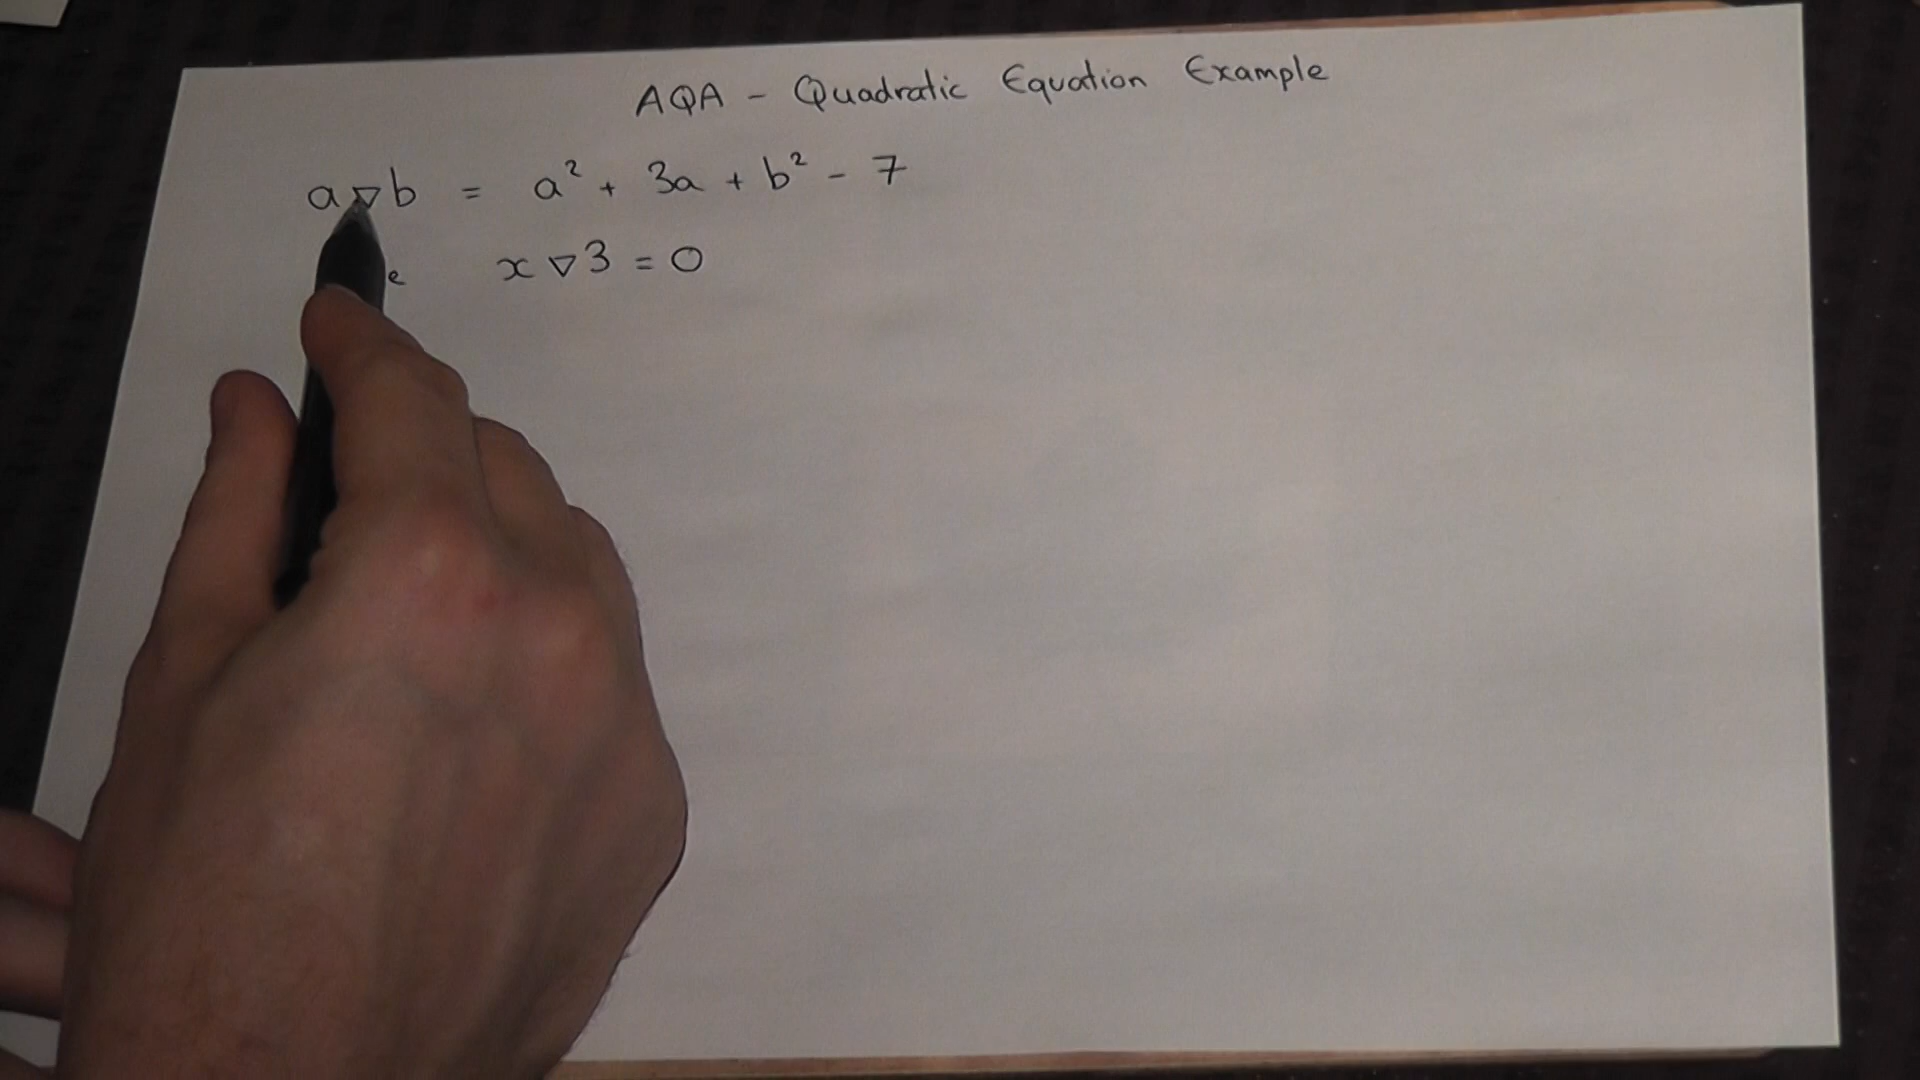 AQA - Quadratic Equation Example
a ▽ b = a² + 3a + b² - 7
x ▽ 3 = 0